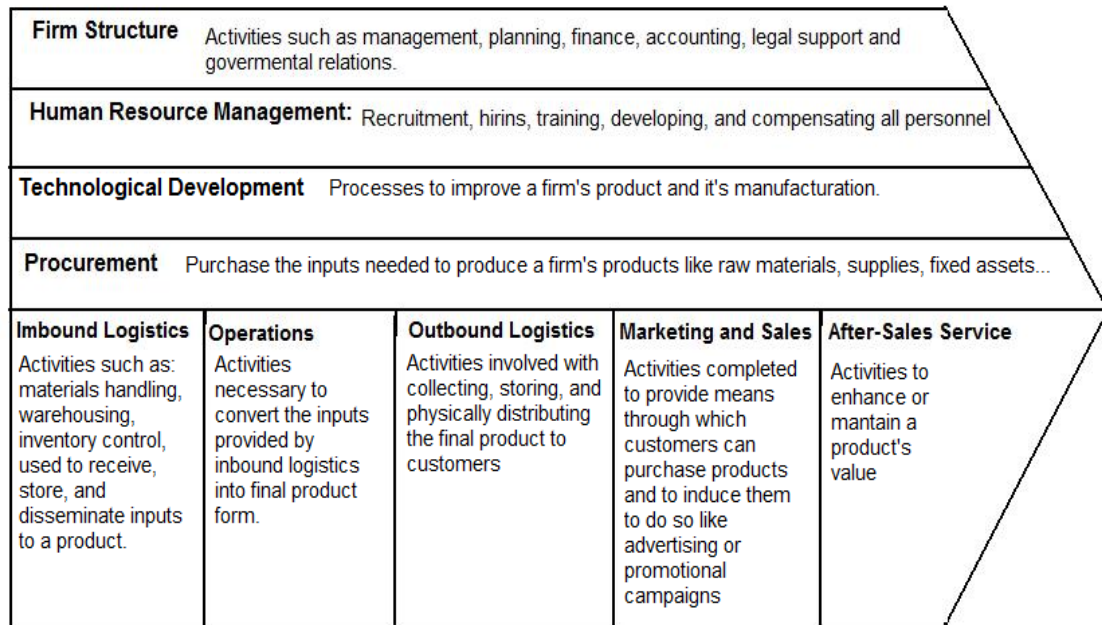 Firm Structure Activities such as management, planning, finance, accounting, legal support and
govermental relations.
Human Resource Management: Recruitment, hirins, training, developing, and compensating all personnel
Technological Development Processes to improve a firm's product and it's manufacturation.
Procurement Purchase the inputs needed to produce a firm's products like raw materials, supplies, fixed assets...
Imbound Logistics
Activities such as:
materials handling,
warehousing,
inventory control,
used to receive,
store, and
disseminate inputs
to a product.
Operations
Activities
necessary to
convert the inputs
provided by
inbound logistics
into final product
form.
Outbound Logistics
Activities involved with
collecting, storing, and
physically distributing
the final product to
customers
Marketing and Sales
Activities completed
to provide means
through which
customers can
purchase products
and to induce them
to do so like
advertising or
promotional
campaigns
After-Sales Service
Activities to
enhance or
mantain a
product's
value